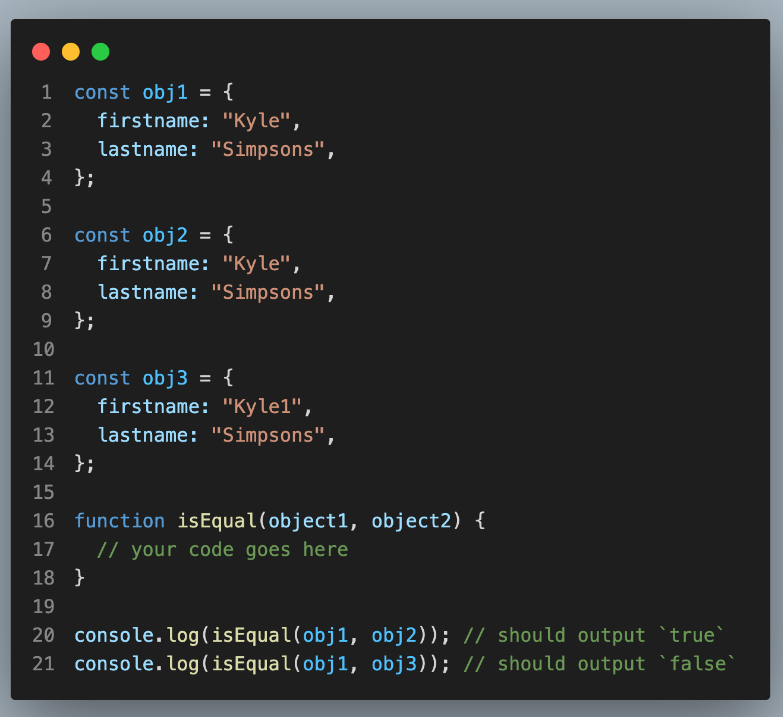 1 const obj1 = {
2   firstname: "Kyle",
3   lastname: "Simpsons",
4 };
5
6 const obj2 = {
7   firstname: "Kyle",
8   lastname: "Simpsons",
9 };
10
11 const obj3 = {
12   firstname: "Kyle1",
13   lastname: "Simpsons",
14 };
15
16 function isEqual(object1, object2) {
17   // your code goes here
18 }
19
20 console.log(isEqual(obj1, obj2)); // should output `true`
21 console.log(isEqual(obj1, obj3)); // should output `false`